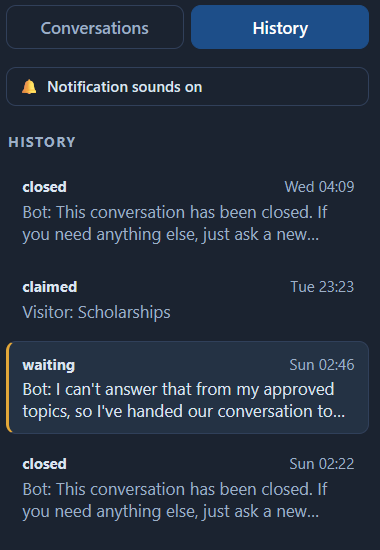 Conversations
History
🔔 Notification sounds on
HISTORY
closed
Wed 04:09
Bot: This conversation has been closed. If
you need anything else, just ask a new...
claimed
Tue 23:23
Visitor: Scholarships
waiting
Sun 02:46
Bot: I can't answer that from my approved
topics, so I've handed our conversation to...
closed
Sun 02:22
Bot: This conversation has been closed. If
you need anything else, just ask a new...